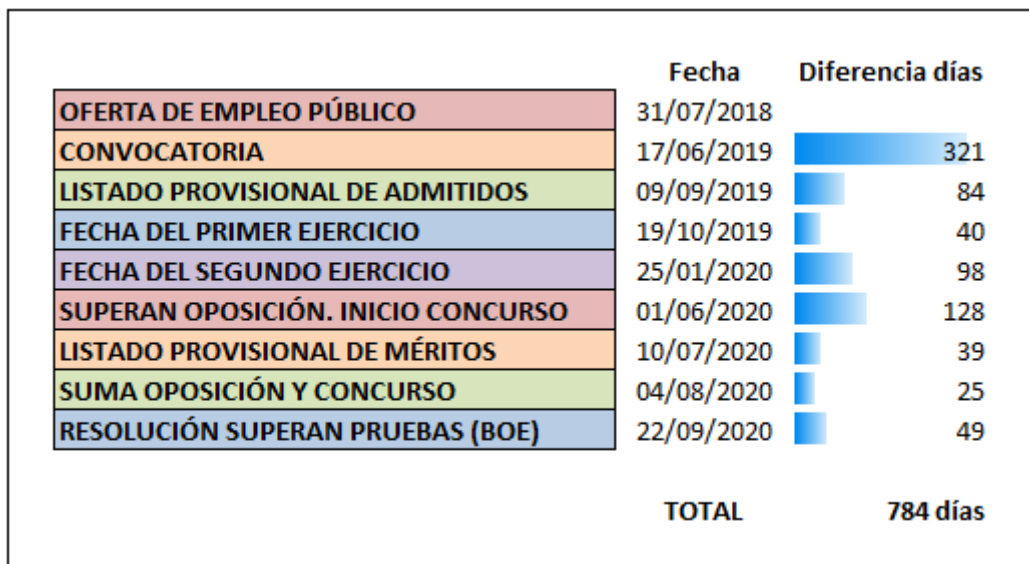 Fecha Diferencia días
OFERTA DE EMPLEO PÚBLICO 31/07/2018
CONVOCATORIA 17/06/2019 321
LISTADO PROVISIONAL DE ADMITIDOS 09/09/2019 84
FECHA DEL PRIMER EJERCICIO 19/10/2019 40
FECHA DEL SEGUNDO EJERCICIO 25/01/2020 98
SUPERAN OPOSICIÓN. INICIO CONCURSO 01/06/2020 128
LISTADO PROVISIONAL DE MÉRITOS 10/07/2020 39
SUMA OPOSICIÓN Y CONCURSO 04/08/2020 25
RESOLUCIÓN SUPERAN PRUEBAS (BOE) 22/09/2020 49
TOTAL 784 días